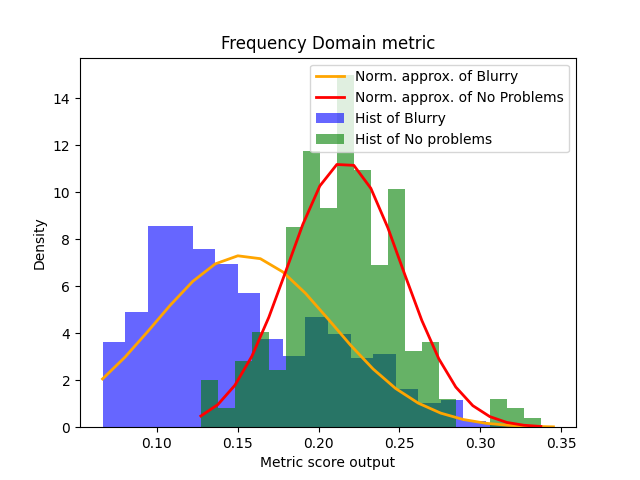 Frequency Domain metric
Norm. approx. of Blurry
Norm. approx. of No Problems
Hist of Blurry
Hist of No problems
Density
14
12
10
8
6
4
2
0
0.10 0.15 0.20 0.25 0.30 0.35
Metric score output